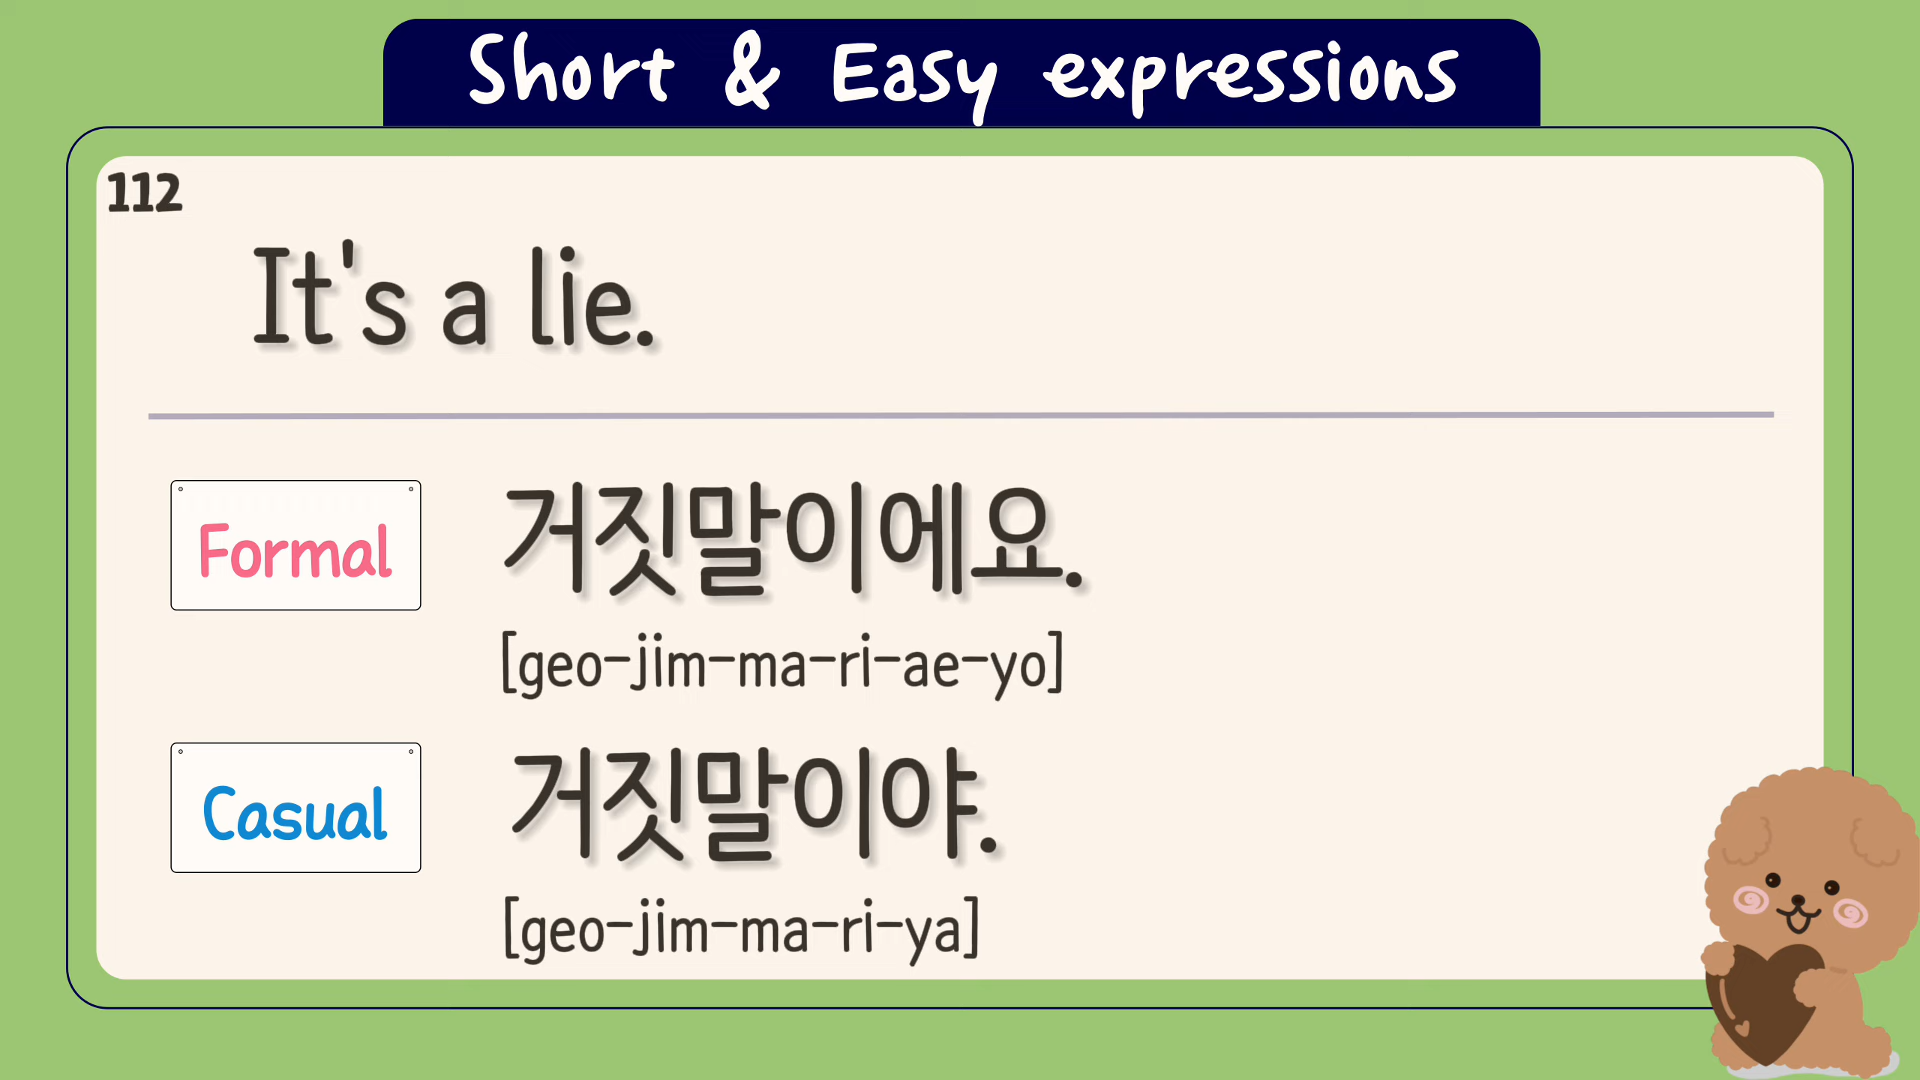 Short & Easy expressions
112
It's a lie.
Formal
거짓말이에요.
[geo-jim-ma-ri-ae-yo]
Casual
거짓말이야.
[geo-jim-ma-ri-ya]